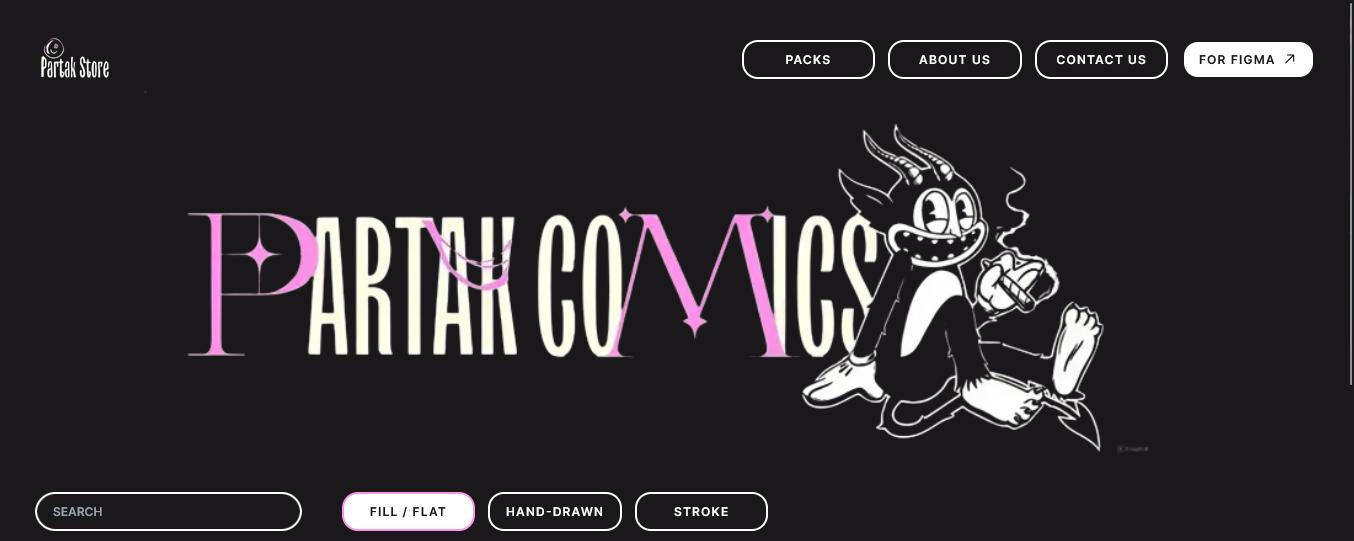 Partak Store
PACKS
ABOUT US
CONTACT US
FOR FIGMA
PARTAK COMICS
SEARCH
FILL / FLAT
HAND-DRAWN
STROKE